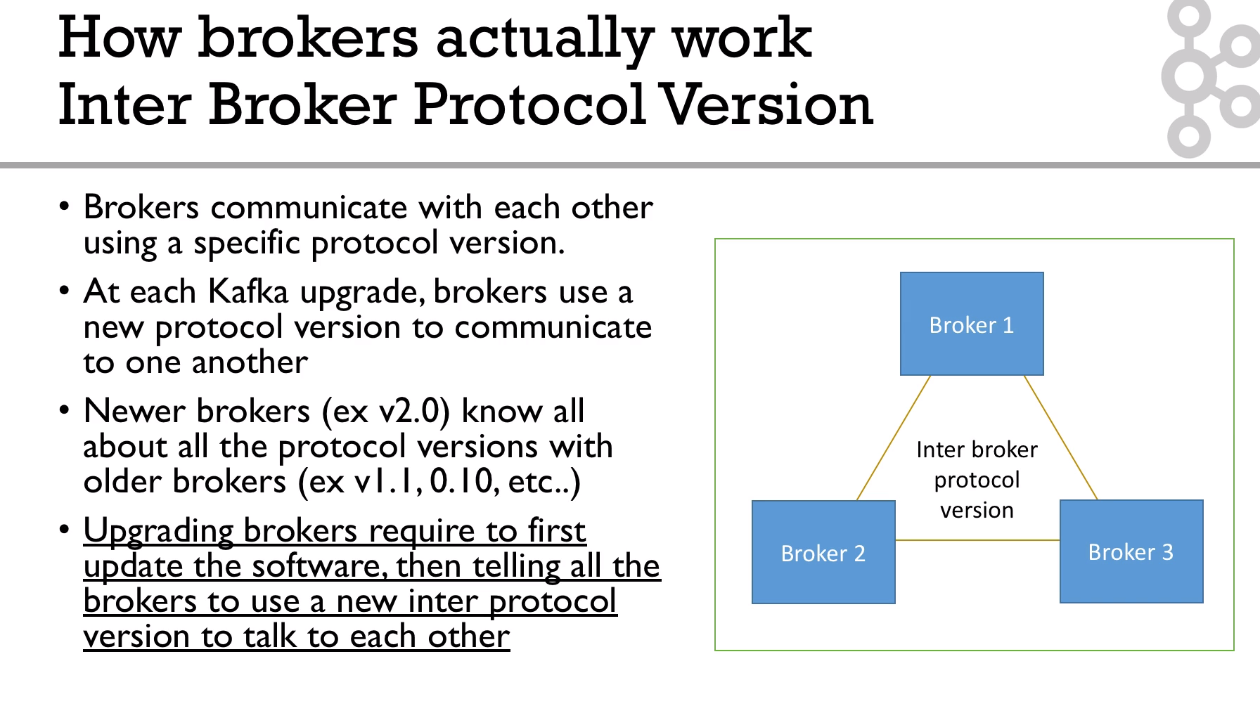 How brokers actually work
Inter Broker Protocol Version
• Brokers communicate with each other
using a specific protocol version.
• At each Kafka upgrade, brokers use a
new protocol version to communicate
to one another
• Newer brokers (ex v2.0) know all
about all the protocol versions with
older brokers (ex v1.1, 0.10, etc..)
• Upgrading brokers require to first
update the software, then telling all the
brokers to use a new inter protocol
version to talk to each other
Broker 1
Inter broker
protocol
version
Broker 2
Broker 3